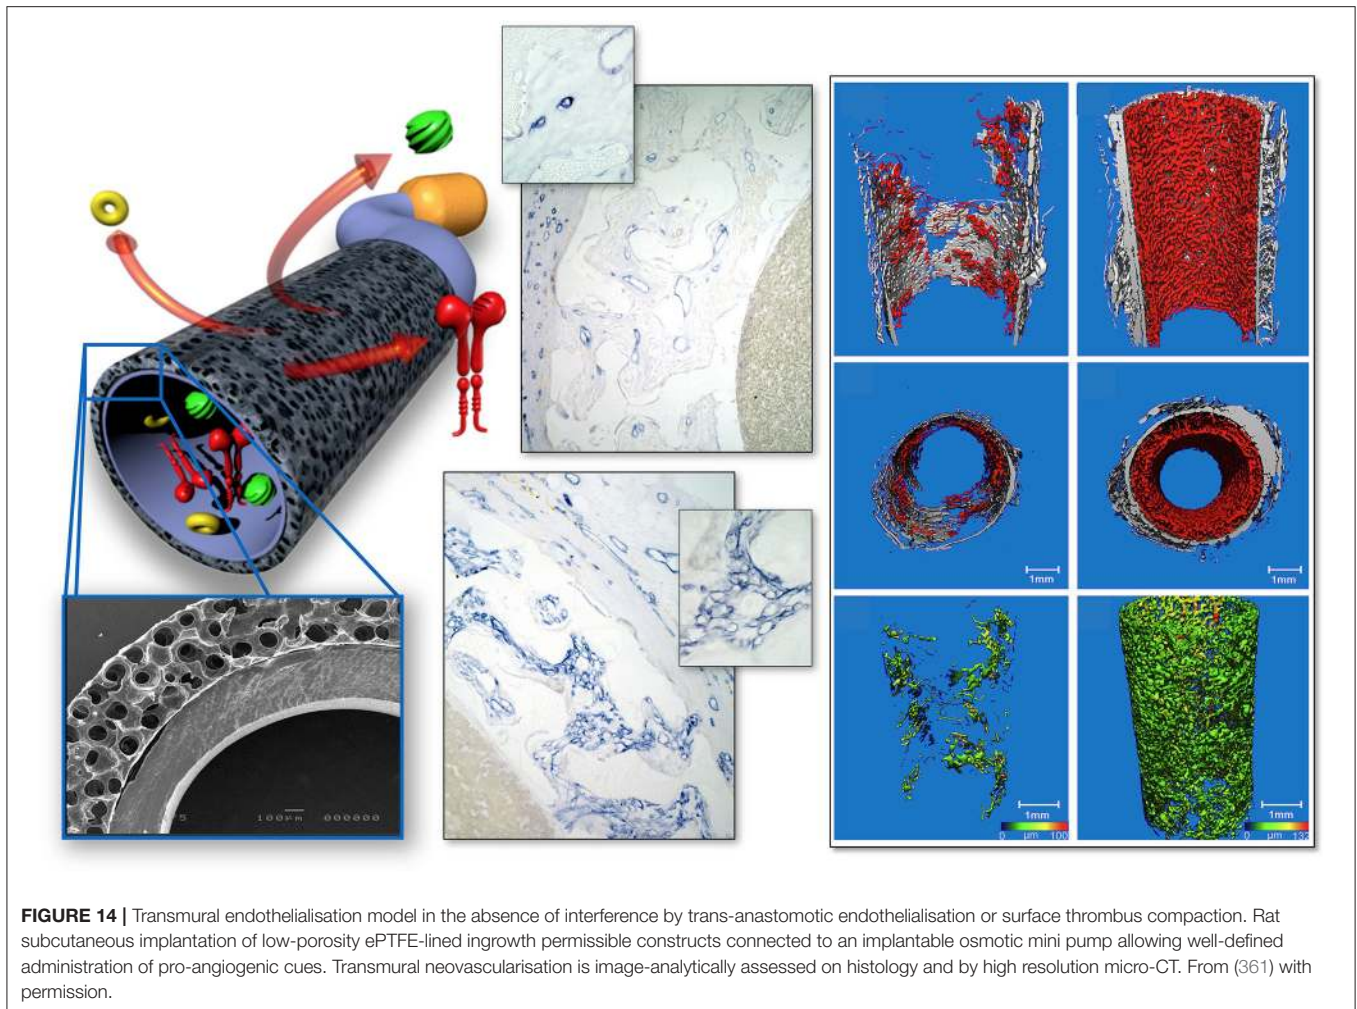 5 100µm 000000
1mm
1mm
1mm
0 µm 100
1mm
0 µm 132
FIGURE 14 | Transmural endothelialisation model in the absence of interference by trans-anastomotic endothelialisation or surface thrombus compaction. Rat
subcutaneous implantation of low-porosity ePTFE-lined ingrowth permissible constructs connected to an implantable osmotic mini pump allowing well-defined
administration of pro-angiogenic cues. Transmural neovascularisation is image-analytically assessed on histology and by high resolution micro-CT. From (361) with
permission.